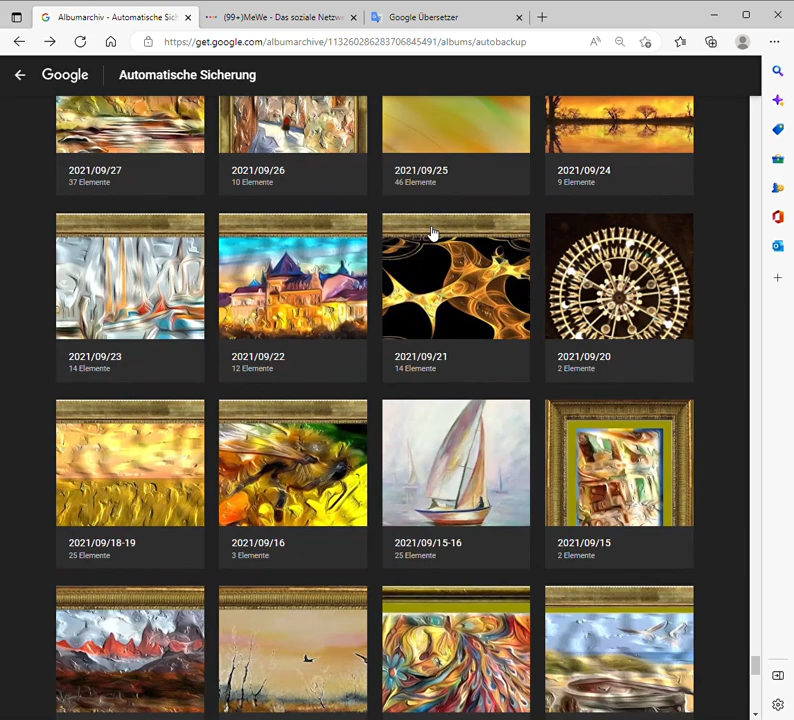 Albumarchiv - Automatische Sich
(99+)MeWe - Das soziale Netzwe
Google Übersetzer
https://get.google.com/albumarchive/113260286283706845491/albums/autobackup
Google
Automatische Sicherung
2021/09/27
37 Elemente
2021/09/26
10 Elemente
2021/09/25
46 Elemente
2021/09/24
9 Elemente
2021/09/23
14 Elemente
2021/09/22
12 Elemente
2021/09/21
14 Elemente
2021/09/20
2 Elemente
2021/09/18-19
25 Elemente
2021/09/16
3 Elemente
2021/09/15-16
25 Elemente
2021/09/15
2 Elemente